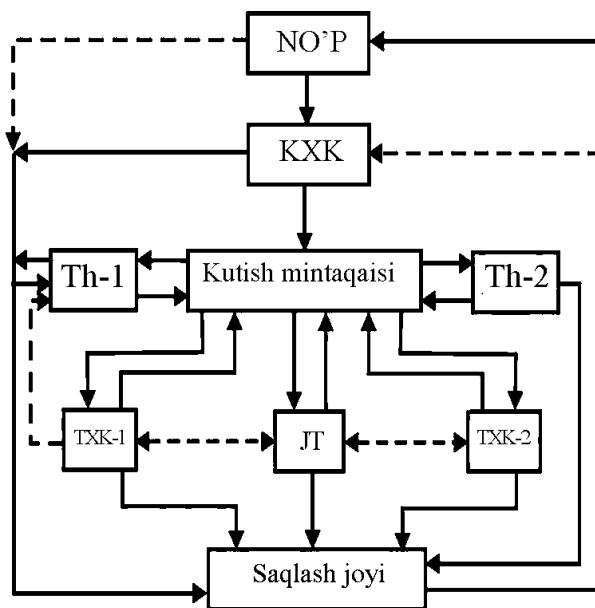 NO’P
KXK
Th-1
Kutish mintaqaisi
Th-2
TXK-1
JT
TXK-2
Saqlash joyi